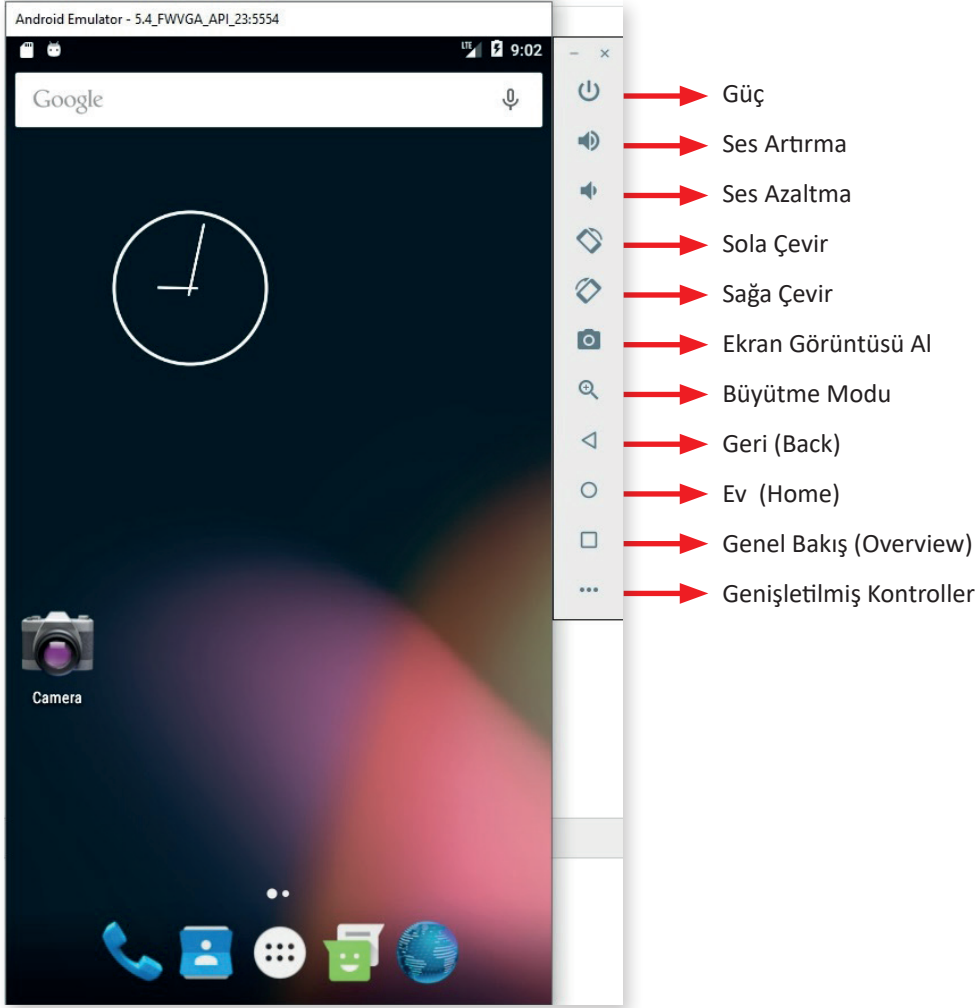 Android Emulator - 5.4_FWVGA_API_23:5554
LTE 9:02
Google
Güç
Ses Artırma
Ses Azaltma
Sola Çevir
Sağa Çevir
Ekran Görüntüsü Al
Büyütme Modu
Geri (Back)
Ev (Home)
Genel Bakış (Overview)
Genişletilmiş Kontroller
Camera